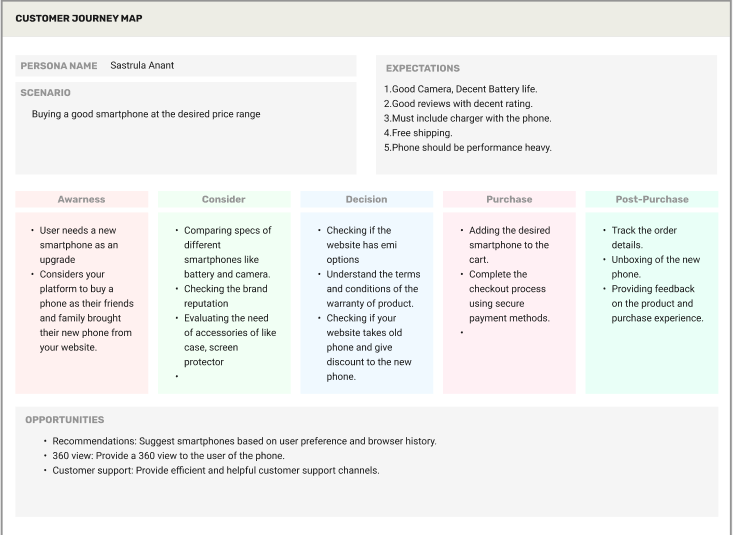 CUSTOMER JOURNEY MAP
PERSONA NAME Sastrula Anant
SCENARIO
Buying a good smartphone at the desired price range
EXPECTATIONS
1.Good Camera, Decent Battery life.
2.Good reviews with decent rating.
3.Must include charger with the phone.
4.Free shipping.
5.Phone should be performance heavy.
Awarness
• User needs a new
smartphone as an
upgrade
• Considers your
platform to buy a
phone as their friends
and family brought
their new phone from
your website.
Consider
• Comparing specs of
different
smartphones like
battery and camera.
• Checking the brand
reputation
• Evaluating the need
of accessories of like
case, screen
protector
•
Decision
• Checking if the
website has emi
options
• Understand the terms
and conditions of the
warranty of product.
• Checking if your
website takes old
phone and give
discount to the new
phone.
Purchase
• Adding the desired
smartphone to the
cart.
• Complete the
checkout process
using secure
payment methods.
•
Post-Purchase
• Track the order
details.
• Unboxing of the new
phone.
• Providing feedback
on the product and
purchase experience.
OPPORTUNITIES
• Recommendations: Suggest smartphones based on user preference and browser history.
• 360 view: Provide a 360 view to the user of the phone.
• Customer support: Provide efficient and helpful customer support channels.